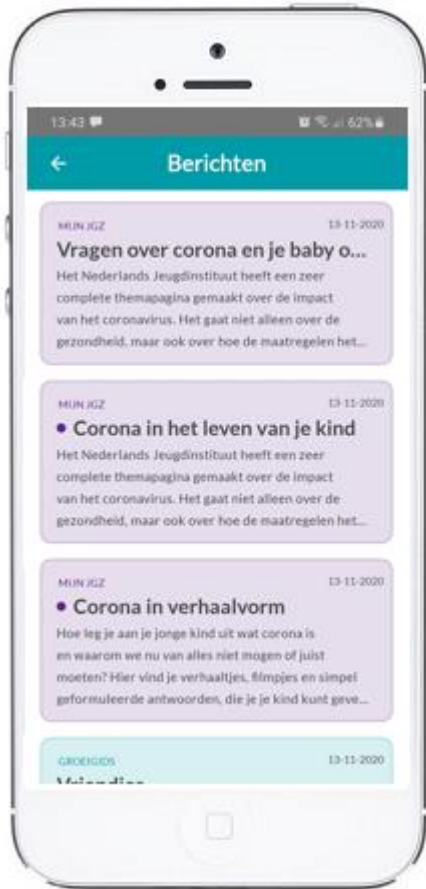 13:43 62%
Berichten
MIJN JGZ 13-11-2020
Vragen over corona en je baby o...
Het Nederlands Jeugdinstituut heeft een zeer
complete themapagina gemaakt over de impact
van het coronavirus. Het gaat niet alleen over de
gezondheid, maar ook over hoe de maatregelen het...
MIJN JGZ 13-11-2020
• Corona in het leven van je kind
Het Nederlands Jeugdinstituut heeft een zeer
complete themapagina gemaakt over de impact
van het coronavirus. Het gaat niet alleen over de
gezondheid, maar ook over hoe de maatregelen het...
MIJN JGZ 13-11-2020
• Corona in verhaalvorm
Hoe leg je aan je jonge kind uit wat corona is
en waarom we nu van alles niet mogen of juist
moeten? Hier vind je verhaaltjes, filmpjes en simpel
geformuleerde antwoorden, die je je kind kunt geve...
GROEIGIDS 13-11-2020
Vriendjes